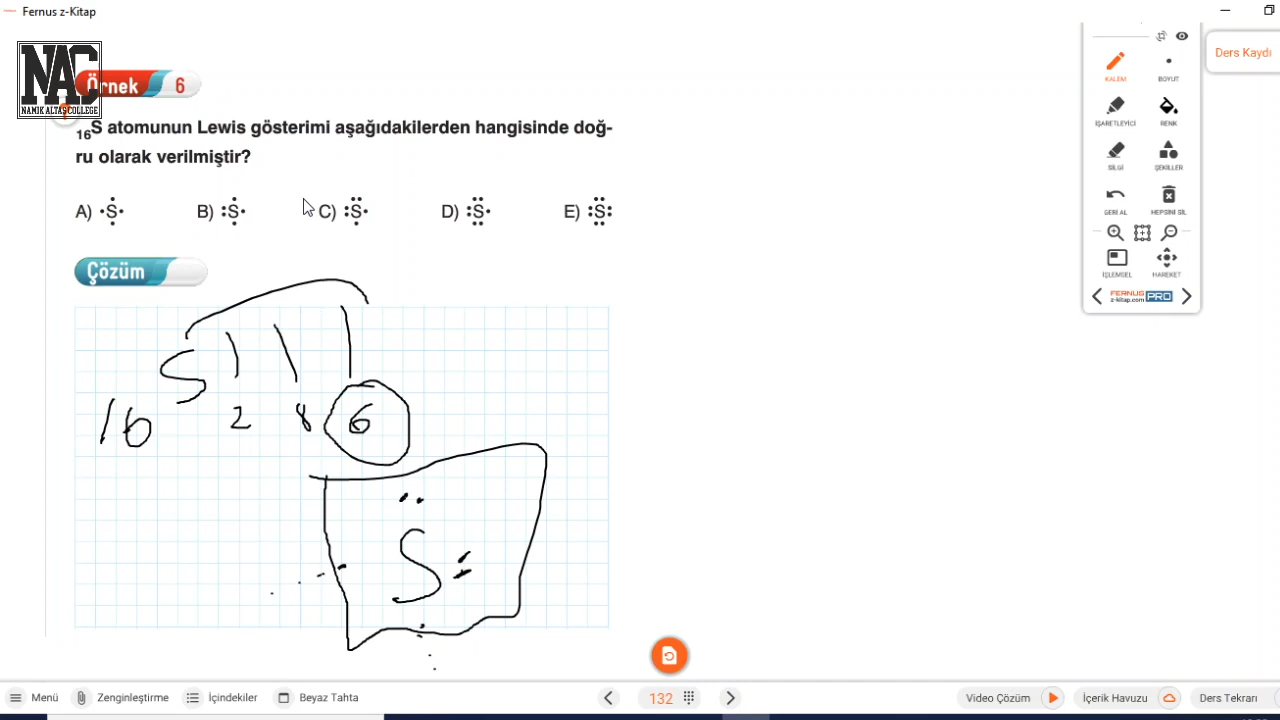 Fernus z-Kitap
NAC
NAMIK ALTAŞ COLLEGE
Örnek 6
16S atomunun Lewis gösterimi aşağıdakilerden hangisinde doğ-
ru olarak verilmiştir?
A) S B) S C) S D) S E) S
Çözüm
16 S 2 8 6
S
Ders Kaydı
KALEM BOYUT
İŞARETLEYİCİ RENK
SİLGİ ŞEKİLLER
GERİ AL HEPSİNİ SİL
İŞLEMSEL HAREKET
FERNUS
z-kitap.com PRO
Menü Zenginleştirme İçindekiler Beyaz Tahta 132 Video Çözüm İçerik Havuzu Ders Tekrarı